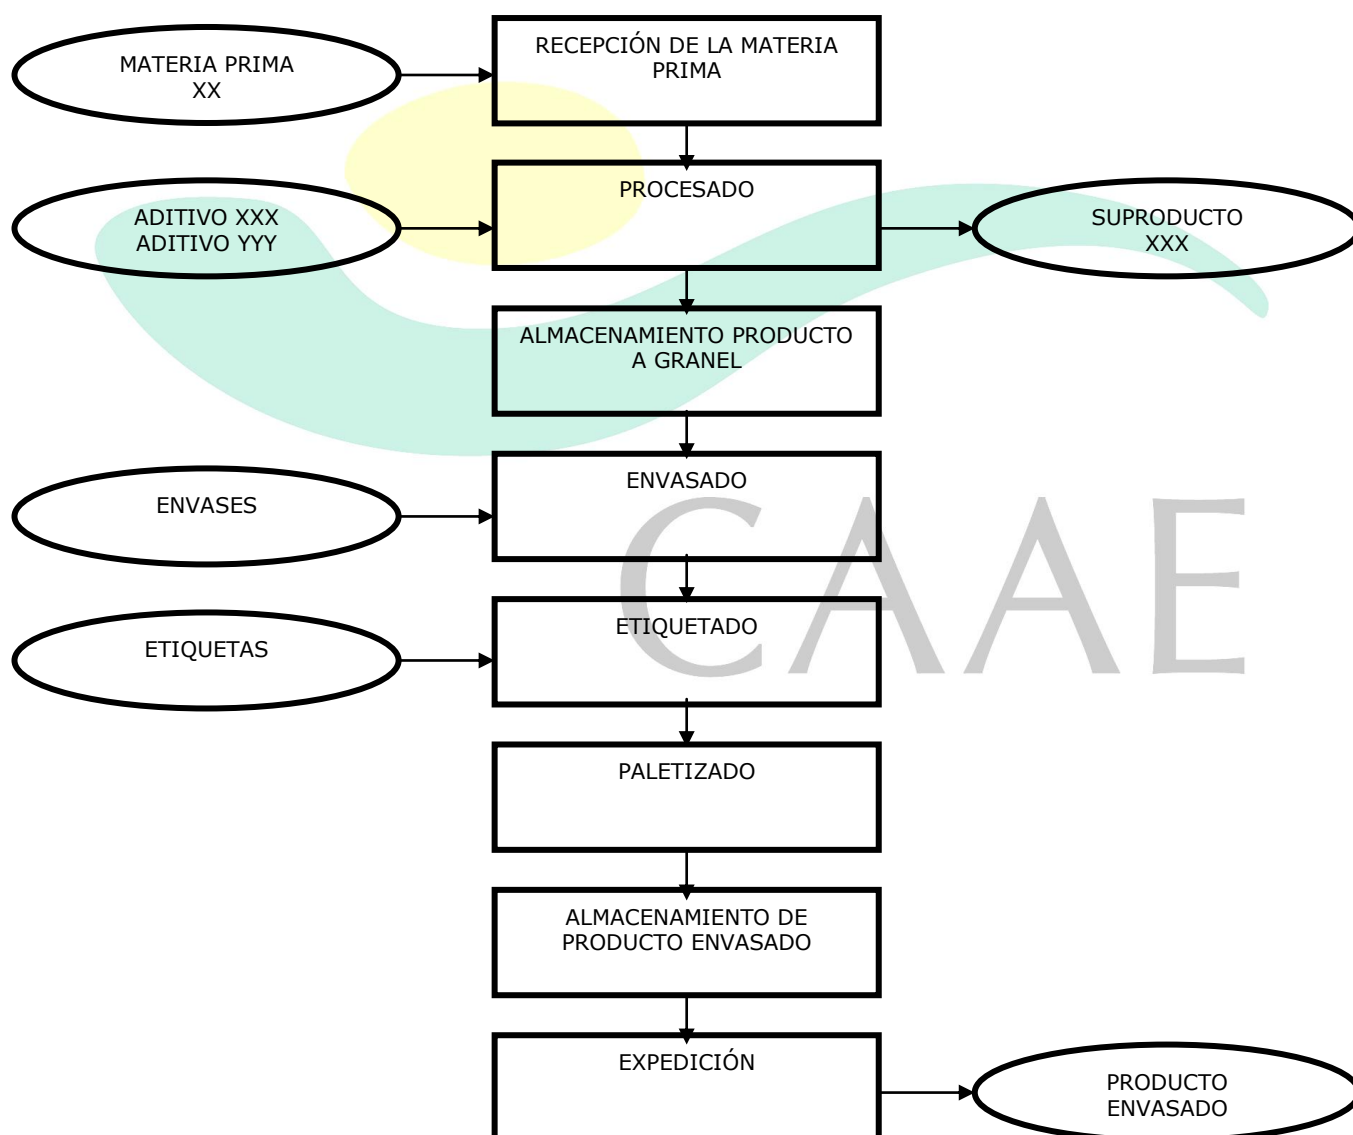 MATERIA PRIMA
XX
RECEPCIÓN DE LA MATERIA
PRIMA
ADITIVO XXX
ADITIVO YYY
PROCESADO
SUPRODUCTO
XXX
ALMACENAMIENTO PRODUCTO
A GRANEL
ENVASES
ENVASADO
CAAE
ETIQUETAS
ETIQUETADO
PALETIZADO
ALMACENAMIENTO DE
PRODUCTO ENVASADO
EXPEDICIÓN
PRODUCTO
ENVASADO